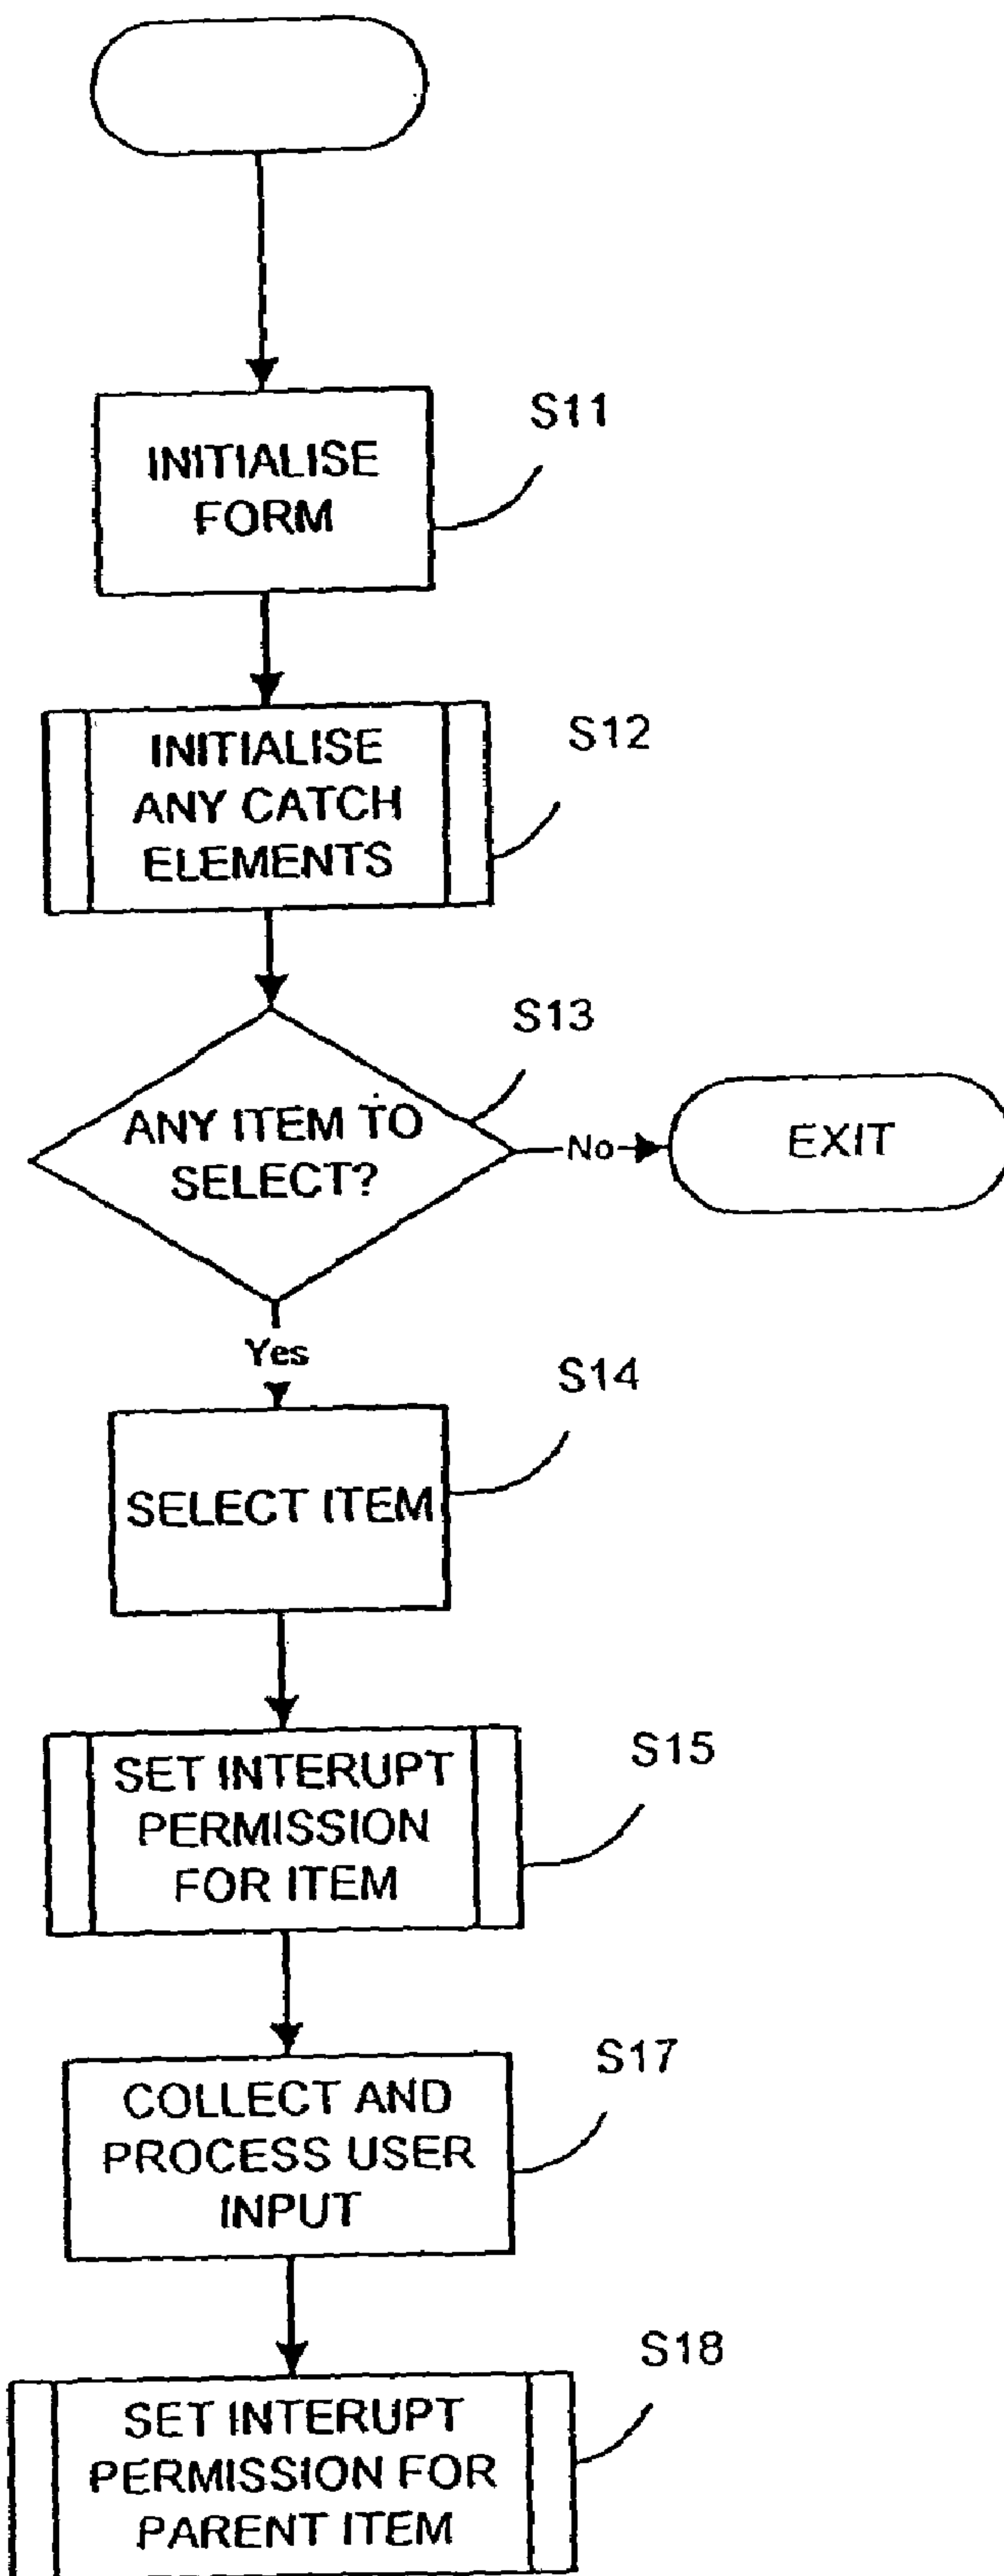 S11
INITIALISE
FORM
S12
INITIALISE
ANY CATCH
ELEMENTS
S13
ANY ITEM TO
SELECT?
No
EXIT
Yes
S14
SELECT ITEM
S15
SET INTERUPT
PERMISSION
FOR ITEM
S17
COLLECT AND
PROCESS USER
INPUT
S18
SET INTERUPT
PERMISSION FOR
PARENT ITEM